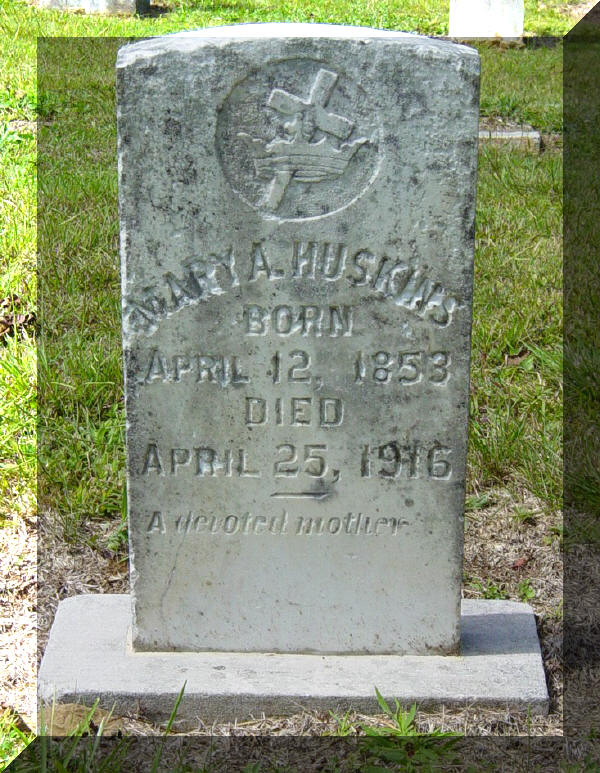 MARY A. HUSKINS
BORN
APRIL 12, 1853
DIED
APRIL 25, 1916
A devoted mother